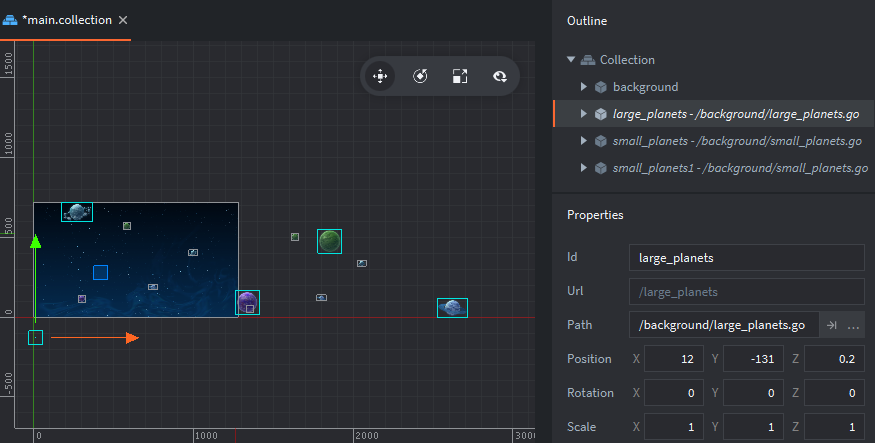 *main.collection
Outline
Collection
background
large_planets - /background/large_planets.go
small_planets - /background/small_planets.go
small_planets1 - /background/small_planets.go
Properties
Id large_planets
Url /large_planets
Path /background/large_planets.go ...
Position X 12 Y -131 Z 0.2
Rotation X 0 Y 0 Z 0
Scale X 1 Y 1 Z 1
1500
1000
500
0
-500
0 1000 2000 3000